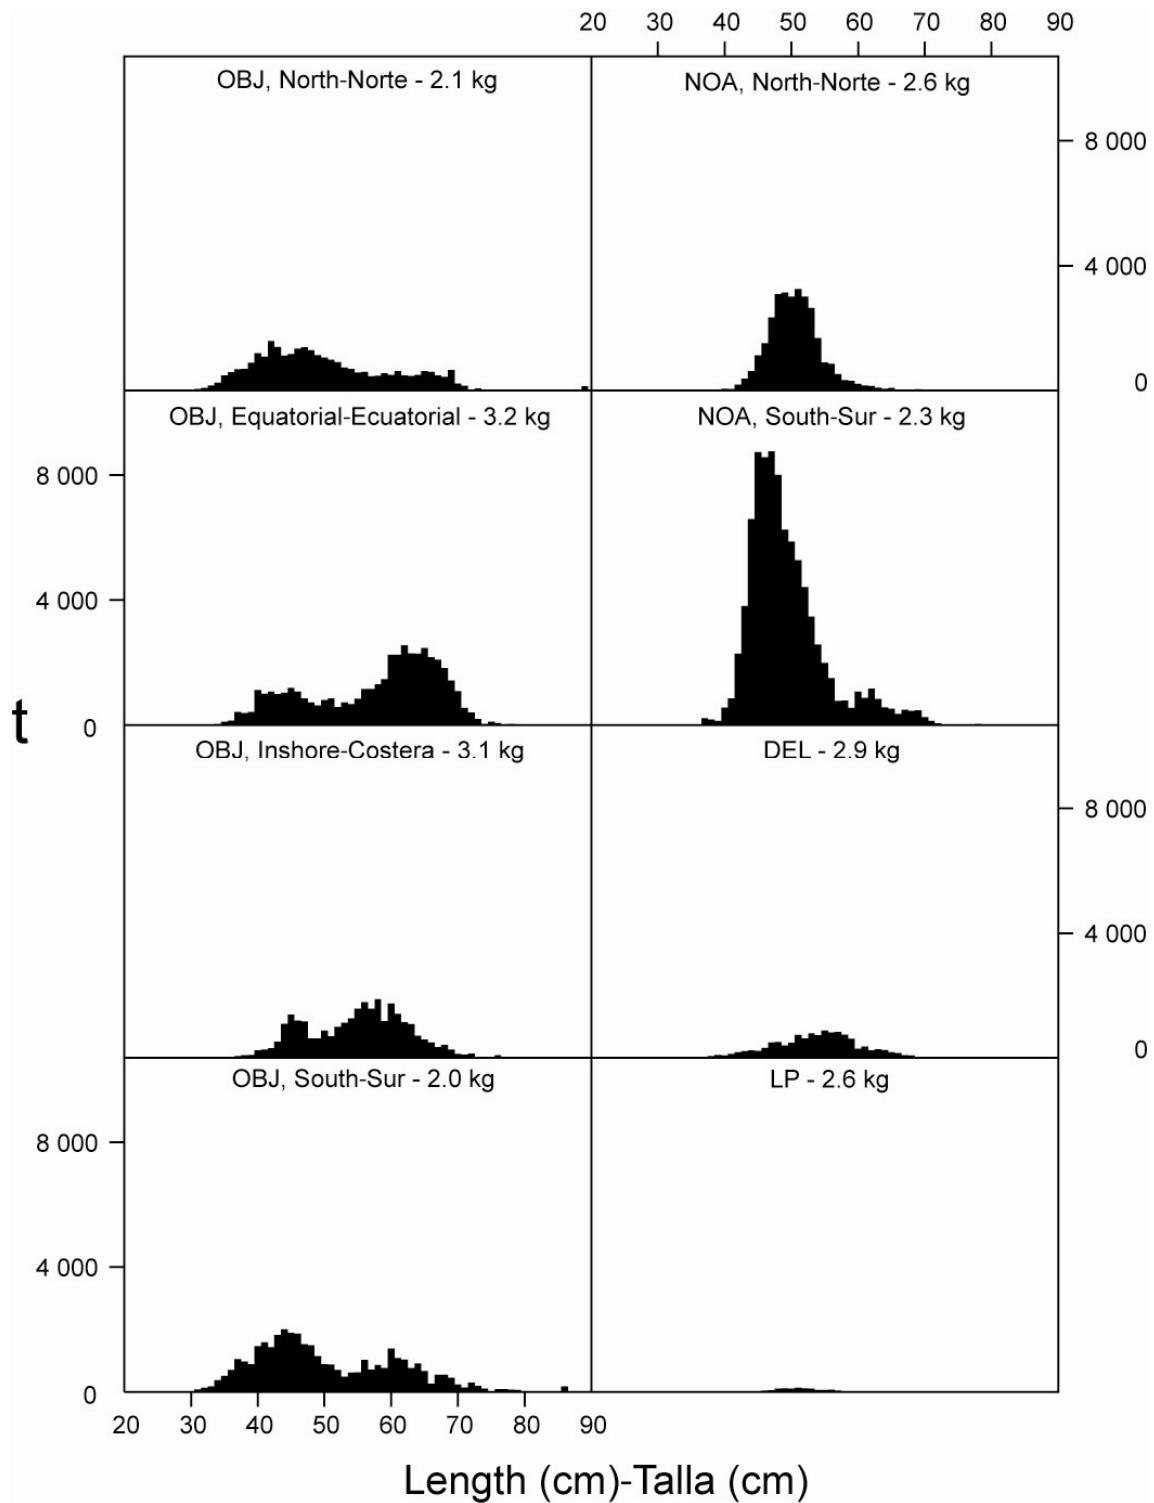 20 30 40 50 60 70 80 90
OBJ, North-Norte - 2.1 kg
NOA, North-Norte - 2.6 kg
8 000
4 000
0
OBJ, Equatorial-Ecuatorial - 3.2 kg
NOA, South-Sur - 2.3 kg
8 000
4 000
0
t
OBJ, Inshore-Costera - 3.1 kg
DEL - 2.9 kg
8 000
4 000
0
OBJ, South-Sur - 2.0 kg
LP - 2.6 kg
8 000
4 000
0
20 30 40 50 60 70 80 90
Length (cm)-Talla (cm)